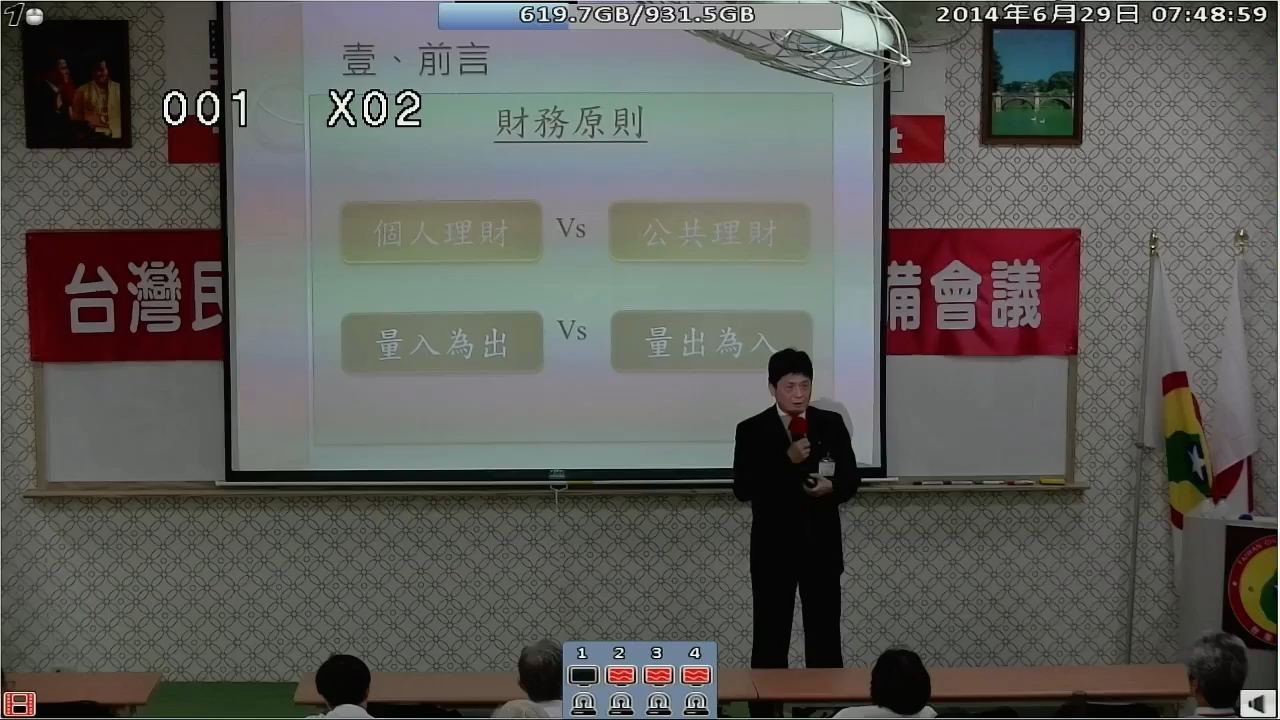 1
619.7GB/931.5GB
2014年6月29日 07:48:59
壹、前言
001 X02
財務原則
個人理財 Vs 公共理財
量入為出 Vs 量出為入
t
台灣民
備會議
TAIWAN
1 2 3 4